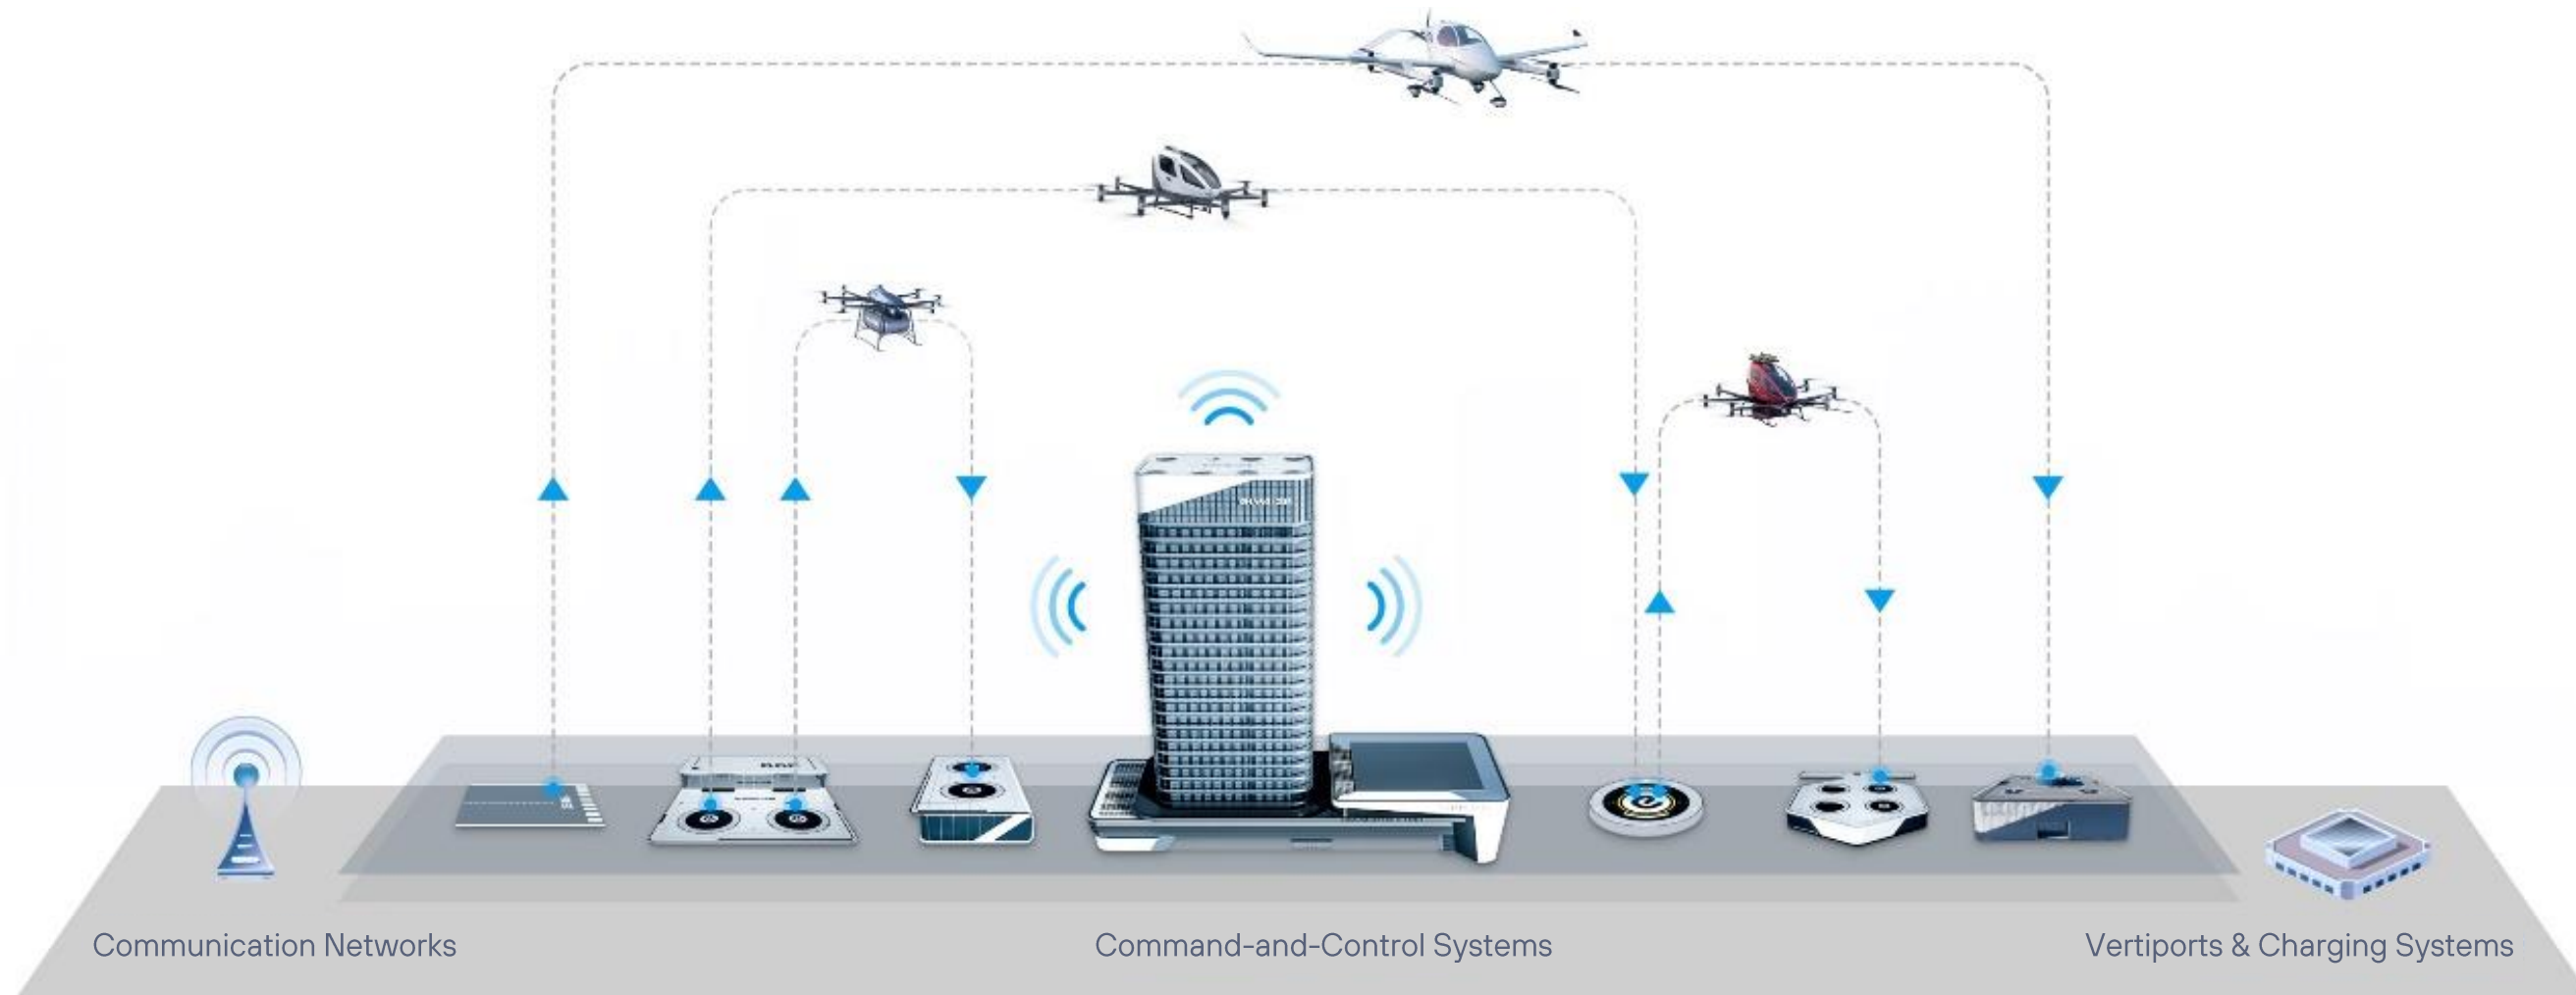 Communication Networks
Command-and-Control Systems
Vertiports & Charging Systems